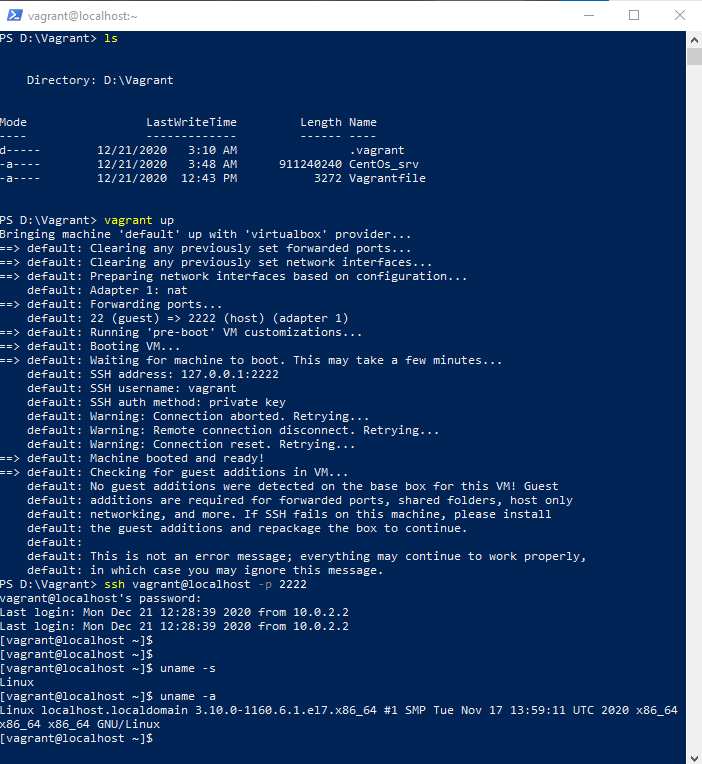 vagrant@localhost:~
PS D:\Vagrant> ls
Directory: D:\Vagrant
Mode                 LastWriteTime         Length Name
----                 -------------         ------ ----
d-----        12/21/2020   3:10 AM                .vagrant
-a----        12/21/2020   3:48 AM      911240240 CentOs_srv
-a----        12/21/2020  12:43 PM           3272 Vagrantfile
PS D:\Vagrant> vagrant up
Bringing machine 'default' up with 'virtualbox' provider...
==> default: Clearing any previously set forwarded ports...
==> default: Clearing any previously set network interfaces...
==> default: Preparing network interfaces based on configuration...
default: Adapter 1: nat
==> default: Forwarding ports...
default: 22 (guest) => 2222 (host) (adapter 1)
==> default: Running 'pre-boot' VM customizations...
==> default: Booting VM...
==> default: Waiting for machine to boot. This may take a few minutes...
default: SSH address: 127.0.0.1:2222
default: SSH username: vagrant
default: SSH auth method: private key
default: Warning: Connection aborted. Retrying...
default: Warning: Remote connection disconnect. Retrying...
default: Warning: Connection reset. Retrying...
==> default: Machine booted and ready!
==> default: Checking for guest additions in VM...
default: No guest additions were detected on the base box for this VM! Guest
default: additions are required for forwarded ports, shared folders, host only
default: networking, and more. If SSH fails on this machine, please install
default: the guest additions and repackage the box to continue.
default:
default: This is not an error message; everything may continue to work properly,
default: in which case you may ignore this message.
PS D:\Vagrant> ssh vagrant@localhost -p 2222
vagrant@localhost's password:
Last login: Mon Dec 21 12:28:39 2020 from 10.0.2.2
Last login: Mon Dec 21 12:28:39 2020 from 10.0.2.2
[vagrant@localhost ~]$
[vagrant@localhost ~]$
[vagrant@localhost ~]$ uname -s
Linux
[vagrant@localhost ~]$ uname -a
Linux localhost.localdomain 3.10.0-1160.6.1.el7.x86_64 #1 SMP Tue Nov 17 13:59:11 UTC 2020 x86_64
x86_64 x86_64 GNU/Linux
[vagrant@localhost ~]$